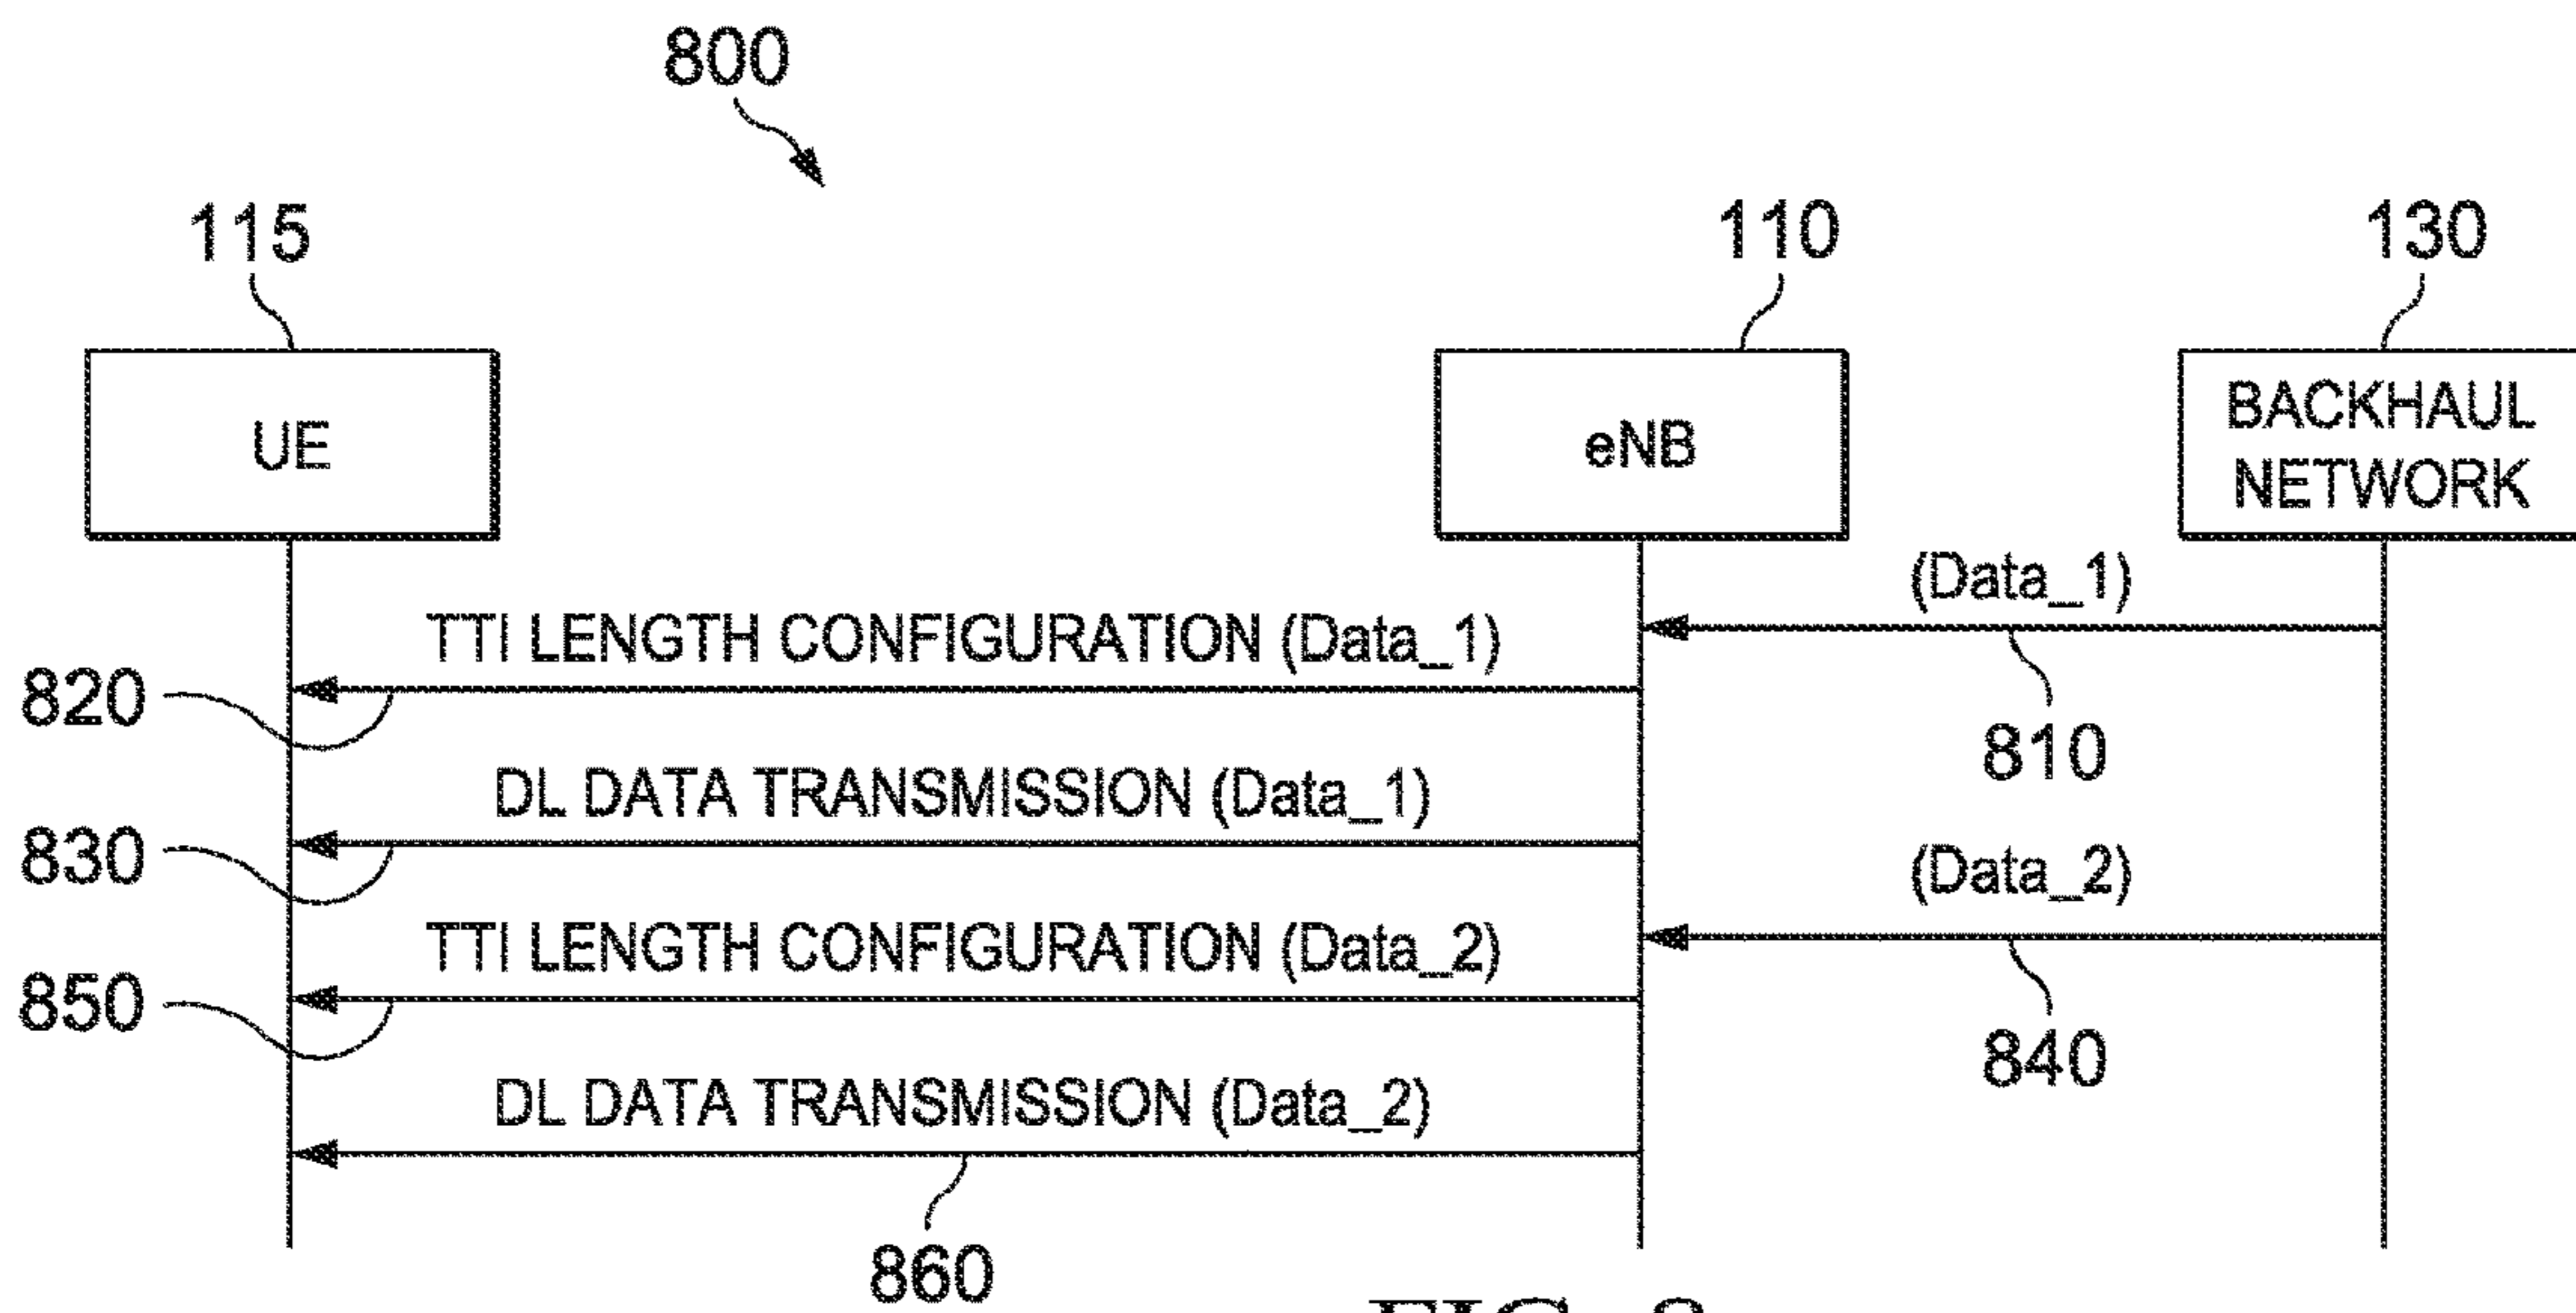 800
115
110
130
UE
eNB
BACKHAUL
NETWORK
(Data_1)
TTI LENGTH CONFIGURATION (Data_1)
820
810
DL DATA TRANSMISSION (Data_1)
830
(Data_2)
TTI LENGTH CONFIGURATION (Data_2)
850
840
DL DATA TRANSMISSION (Data_2)
860